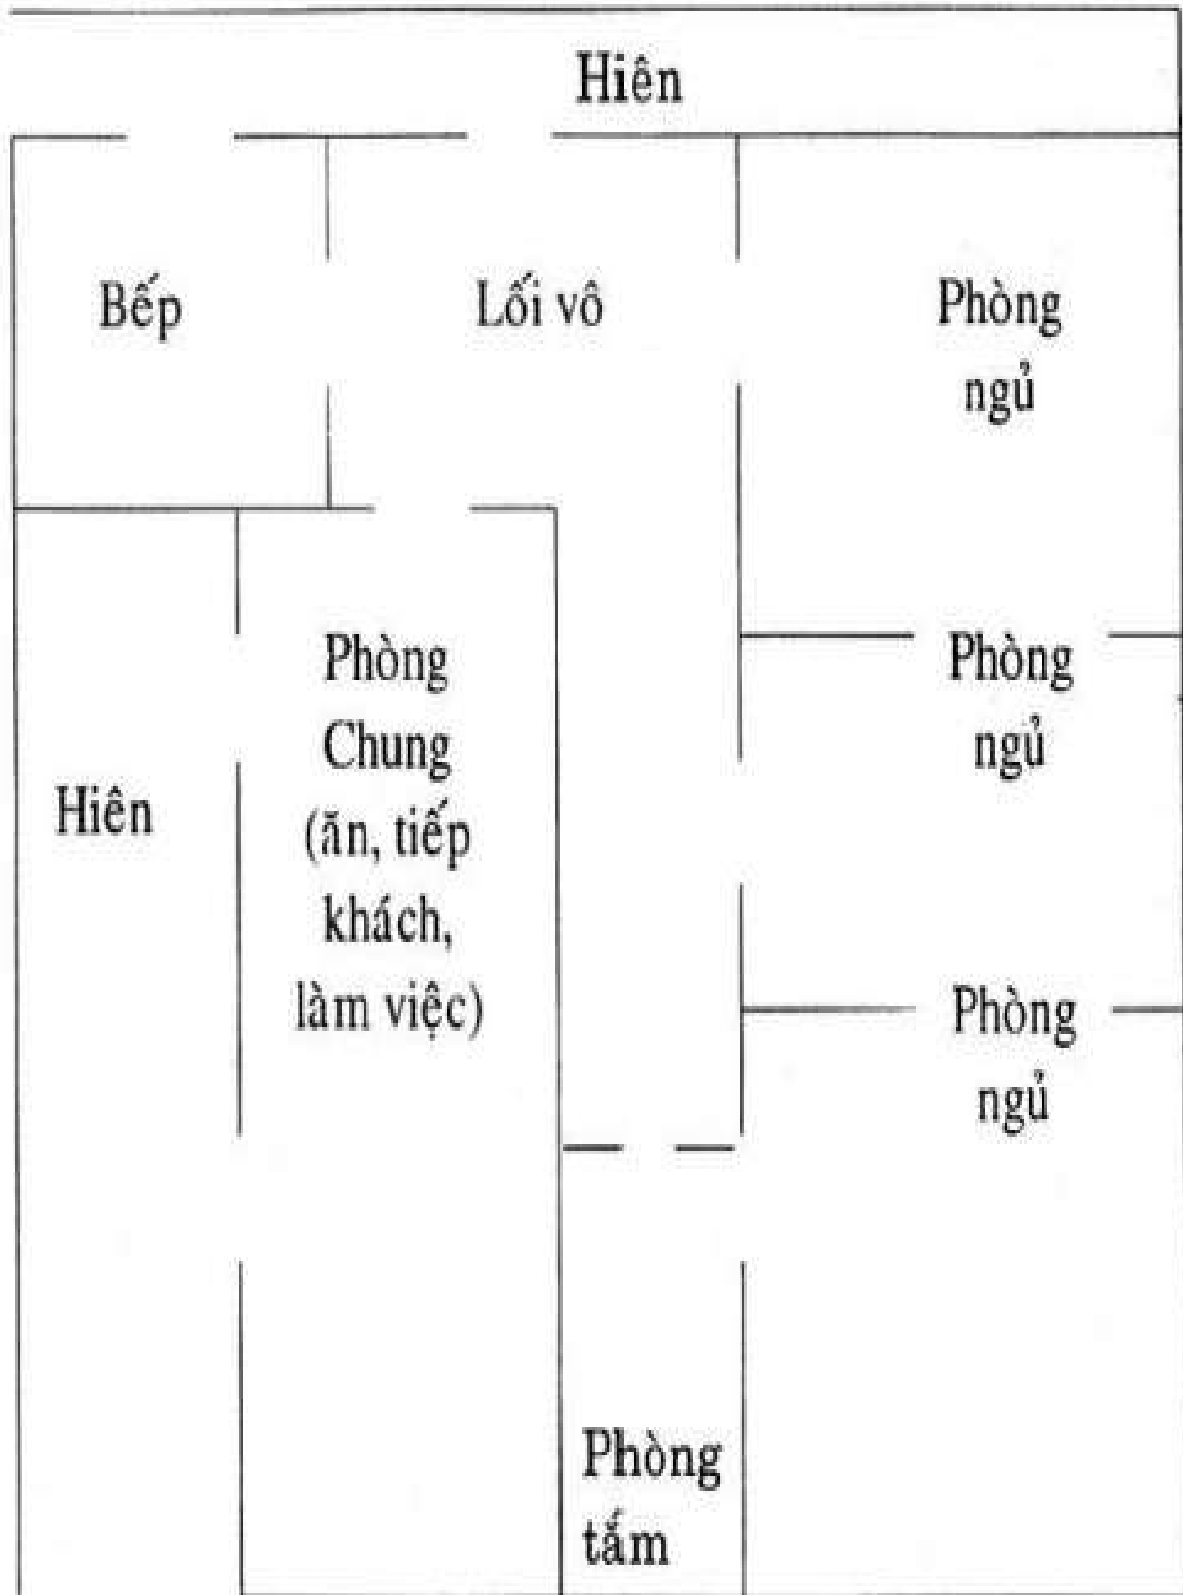 Hiên
Bếp
Lối vô
Phòng
ngủ
Phòng
Chung
(ăn, tiếp
khách,
làm việc)
Hiên
Phòng
ngủ
Phòng
ngủ
Phòng
tắm